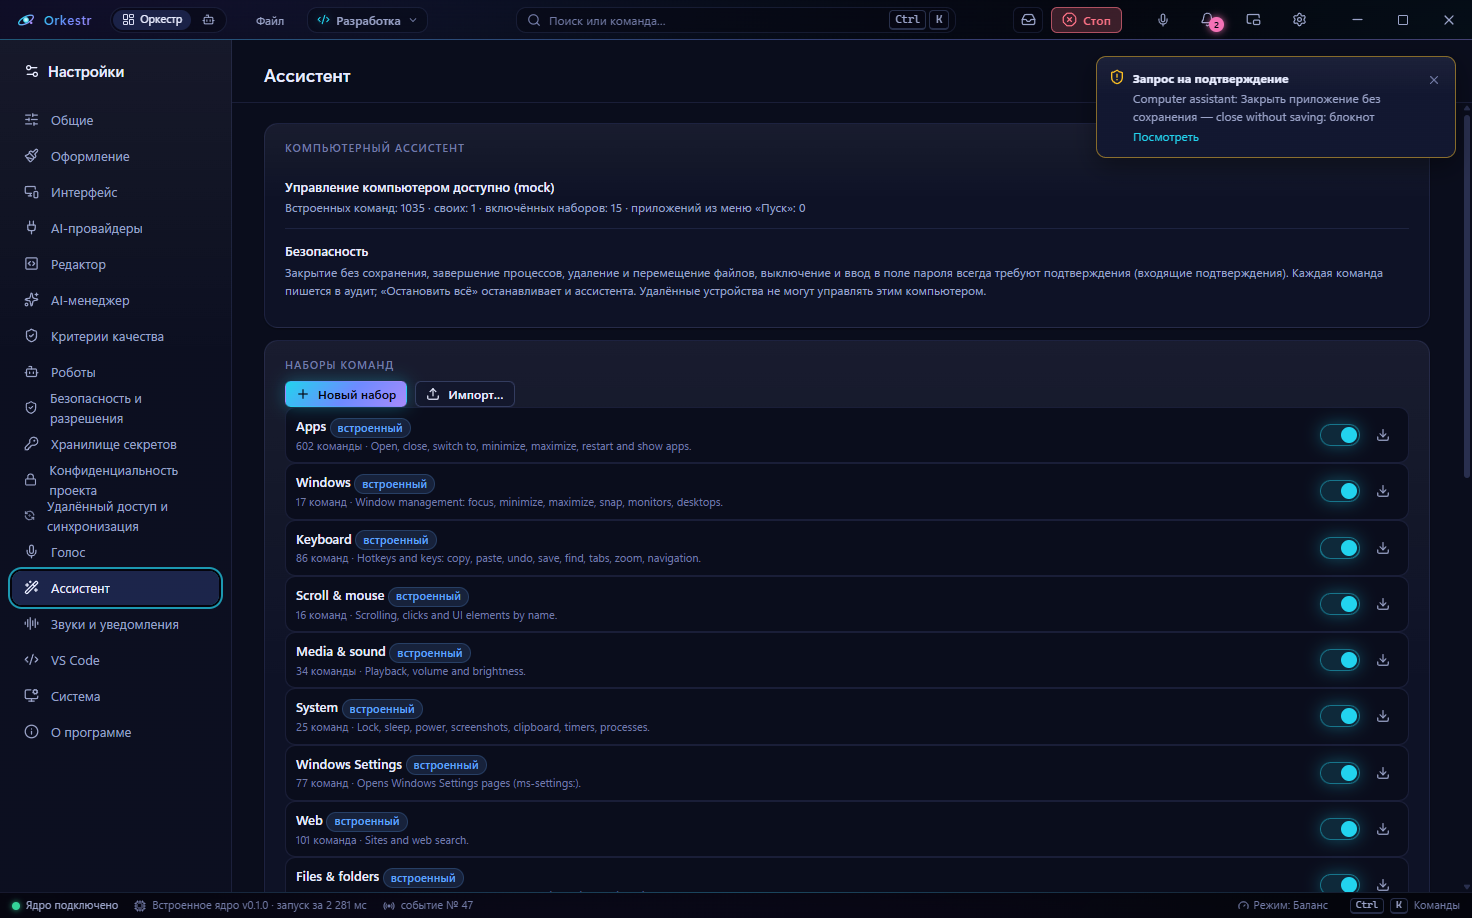 Orkestr
Оркестр
Файл
Разработка
Поиск или команда...
Ctrl
K
Стоп
2
Настройки
Общие
Оформление
Интерфейс
AI-провайдеры
Редактор
AI-менеджер
Критерии качества
Роботы
Безопасность и
разрешения
Хранилище секретов
Конфиденциальность
проекта
Удалённый доступ и
синхронизация
Голос
Ассистент
Звуки и уведомления
VS Code
Система
О программе
Ассистент
Запрос на подтверждение
Computer assistant: Закрыть приложение без
сохранения — close without saving: блокнот
Посмотреть
КОМПЬЮТЕРНЫЙ АССИСТЕНТ
Управление компьютером доступно (mock)
Встроенных команд: 1035 · своих: 1 · включённых наборов: 15 · приложений из меню «Пуск»: 0
Безопасность
Закрытие без сохранения, завершение процессов, удаление и перемещение файлов, выключение и ввод в поле пароля всегда требуют подтверждения (входящие подтверждения). Каждая команда
пишется в аудит; «Остановить всё» останавливает и ассистента. Удалённые устройства не могут управлять этим компьютером.
НАБОРЫ КОМАНД
Новый набор
Импорт...
Apps встроенный
602 команды · Open, close, switch to, minimize, maximize, restart and show apps.
Windows встроенный
17 команд · Window management: focus, minimize, maximize, snap, monitors, desktops.
Keyboard встроенный
86 команд · Hotkeys and keys: copy, paste, undo, save, find, tabs, zoom, navigation.
Scroll & mouse встроенный
16 команд · Scrolling, clicks and UI elements by name.
Media & sound встроенный
34 команды · Playback, volume and brightness.
System встроенный
25 команд · Lock, sleep, power, screenshots, clipboard, timers, processes.
Windows Settings встроенный
77 команд · Opens Windows Settings pages (ms-settings:).
Web встроенный
101 команда · Sites and web search.
Files & folders встроенный
Ядро подключено
Встроенное ядро v0.1.0 · запуск за 2 281 мс
событие № 47
Режим: Баланс
Ctrl
K
Команды